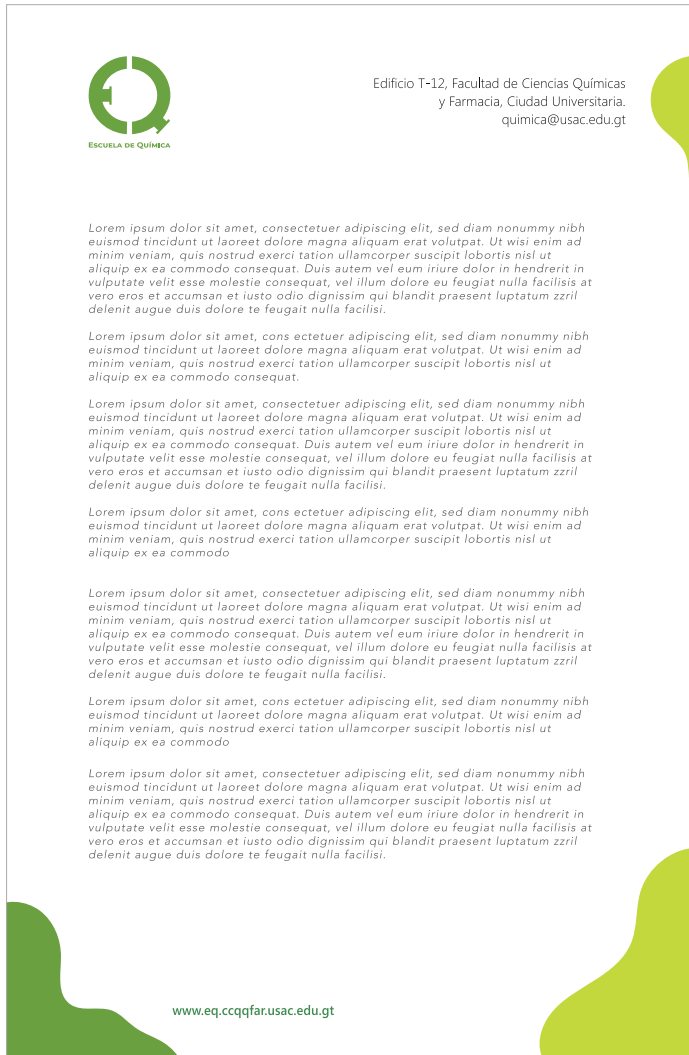 ESCUELA DE QUÍMICA
Edificio T-12, Facultad de Ciencias Químicas
y Farmacia, Ciudad Universitaria.
quimica@usac.edu.gt
Lorem ipsum dolor sit amet, consectetuer adipiscing elit, sed diam nonummy nibh
euismod tincidunt ut laoreet dolore magna aliquam erat volutpat. Ut wisi enim ad
minim veniam, quis nostrud exerci tation ullamcorper suscipit lobortis nisl ut
aliquip ex ea commodo consequat. Duis autem vel eum iriure dolor in hendrerit in
vulputate velit esse molestie consequat, vel illum dolore eu feugiat nulla facilisis at
vero eros et accumsan et iusto odio dignissim qui blandit praesent luptatum zzril
delenit augue duis dolore te feugait nulla facilisi.
Lorem ipsum dolor sit amet, cons ectetuer adipiscing elit, sed diam nonummy nibh
euismod tincidunt ut laoreet dolore magna aliquam erat volutpat. Ut wisi enim ad
minim veniam, quis nostrud exerci tation ullamcorper suscipit lobortis nisl ut
aliquip ex ea commodo consequat.
Lorem ipsum dolor sit amet, consectetuer adipiscing elit, sed diam nonummy nibh
euismod tincidunt ut laoreet dolore magna aliquam erat volutpat. Ut wisi enim ad
minim veniam, quis nostrud exerci tation ullamcorper suscipit lobortis nisl ut
aliquip ex ea commodo consequat. Duis autem vel eum iriure dolor in hendrerit in
vulputate velit esse molestie consequat, vel illum dolore eu feugiat nulla facilisis at
vero eros et accumsan et iusto odio dignissim qui blandit praesent luptatum zzril
delenit augue duis dolore te feugait nulla facilisi.
Lorem ipsum dolor sit amet, cons ectetuer adipiscing elit, sed diam nonummy nibh
euismod tincidunt ut laoreet dolore magna aliquam erat volutpat. Ut wisi enim ad
minim veniam, quis nostrud exerci tation ullamcorper suscipit lobortis nisl ut
aliquip ex ea commodo
Lorem ipsum dolor sit amet, consectetuer adipiscing elit, sed diam nonummy nibh
euismod tincidunt ut laoreet dolore magna aliquam erat volutpat. Ut wisi enim ad
minim veniam, quis nostrud exerci tation ullamcorper suscipit lobortis nisl ut
aliquip ex ea commodo consequat. Duis autem vel eum iriure dolor in hendrerit in
vulputate velit esse molestie consequat, vel illum dolore eu feugiat nulla facilisis at
vero eros et accumsan et iusto odio dignissim qui blandit praesent luptatum zzril
delenit augue duis dolore te feugait nulla facilisi.
Lorem ipsum dolor sit amet, cons ectetuer adipiscing elit, sed diam nonummy nibh
euismod tincidunt ut laoreet dolore magna aliquam erat volutpat. Ut wisi enim ad
minim veniam, quis nostrud exerci tation ullamcorper suscipit lobortis nisl ut
aliquip ex ea commodo
Lorem ipsum dolor sit amet, consectetuer adipiscing elit, sed diam nonummy nibh
euismod tincidunt ut laoreet dolore magna aliquam erat volutpat. Ut wisi enim ad
minim veniam, quis nostrud exerci tation ullamcorper suscipit lobortis nisl ut
aliquip ex ea commodo consequat. Duis autem vel eum iriure dolor in hendrerit in
vulputate velit esse molestie consequat, vel illum dolore eu feugiat nulla facilisis at
vero eros et accumsan et iusto odio dignissim qui blandit praesent luptatum zzril
delenit augue duis dolore te feugait nulla facilisi.
www.eq.ccqqfar.usac.edu.gt